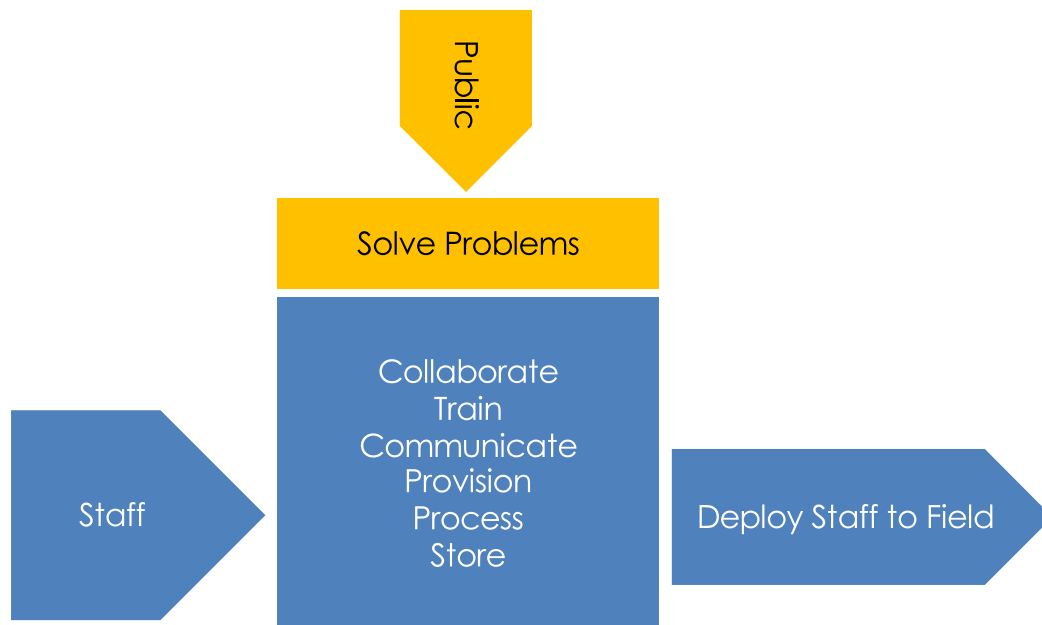 Public
Solve Problems
Collaborate
Train
Communicate
Provision
Process
Store
Staff
Deploy Staff to Field